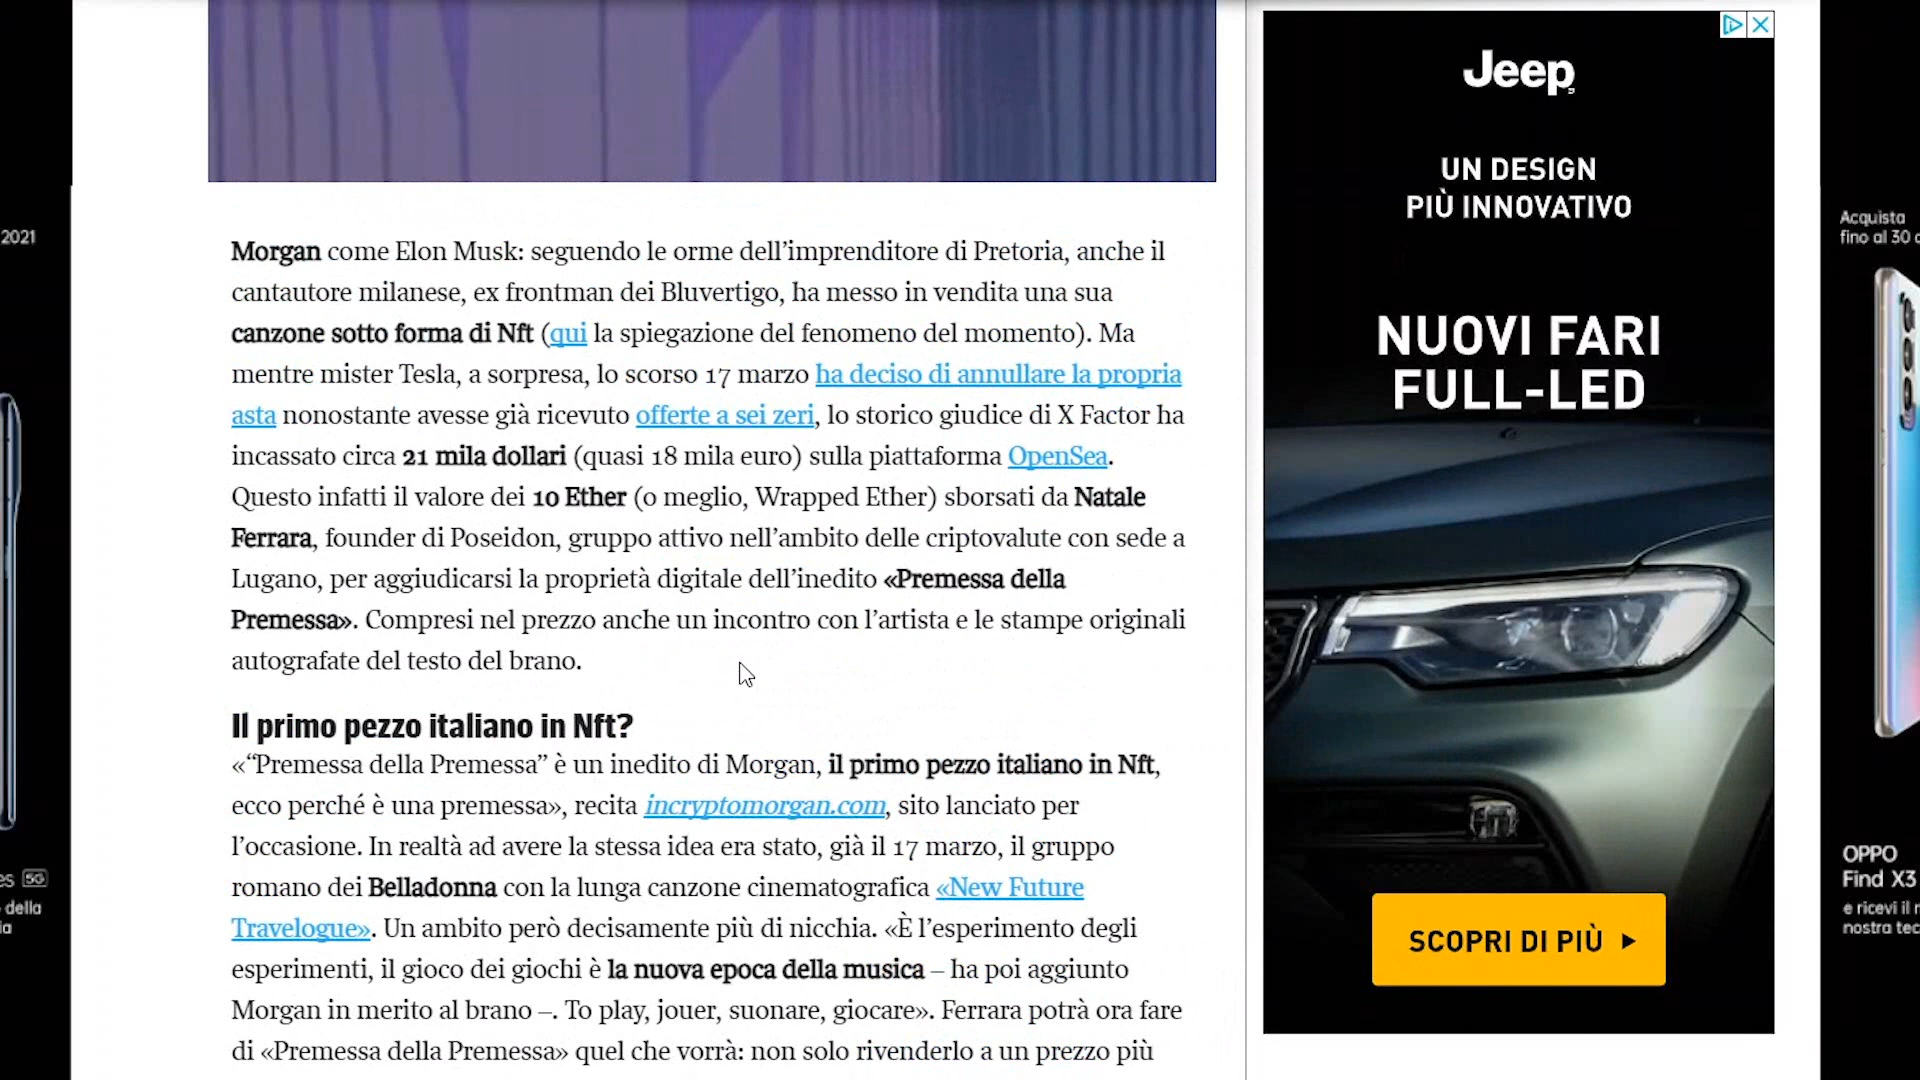 2021
Morgan come Elon Musk: seguendo le orme dell’imprenditore di Pretoria, anche il
cantautore milanese, ex frontman dei Bluvertigo, ha messo in vendita una sua
canzone sotto forma di Nft (qui la spiegazione del fenomeno del momento). Ma
mentre mister Tesla, a sorpresa, lo scorso 17 marzo ha deciso di annullare la propria
asta nonostante avesse già ricevuto offerte a sei zeri, lo storico giudice di X Factor ha
incassato circa 21 mila dollari (quasi 18 mila euro) sulla piattaforma OpenSea.
Questo infatti il valore dei 10 Ether (o meglio, Wrapped Ether) sborsati da Natale
Ferrara, founder di Poseidon, gruppo attivo nell’ambito delle criptovalute con sede a
Lugano, per aggiudicarsi la proprietà digitale dell’inedito «Premessa della
Premessa». Compresi nel prezzo anche un incontro con l’artista e le stampe originali
autografate del testo del brano.
Il primo pezzo italiano in Nft?
«“Premessa della Premessa” è un inedito di Morgan, il primo pezzo italiano in Nft,
ecco perché è una premessa», recita incryptomorgan.com, sito lanciato per
l’occasione. In realtà ad avere la stessa idea era stato, già il 17 marzo, il gruppo
romano dei Belladonna con la lunga canzone cinematografica «New Future
Travelogue». Un ambito però decisamente più di nicchia. «È l’esperimento degli
esperimenti, il gioco dei giochi è la nuova epoca della musica – ha poi aggiunto
Morgan in merito al brano –. To play, jouer, suonare, giocare». Ferrara potrà ora fare
di «Premessa della Premessa» quel che vorrà: non solo rivenderlo a un prezzo più
es 5G
della
ia
Jeep
UN DESIGN
PIÙ INNOVATIVO
NUOVI FARI
FULL-LED
SCOPRI DI PIÙ
Acquista
fino al 30
OPPO
Find X3
e ricevi il
nostra tec